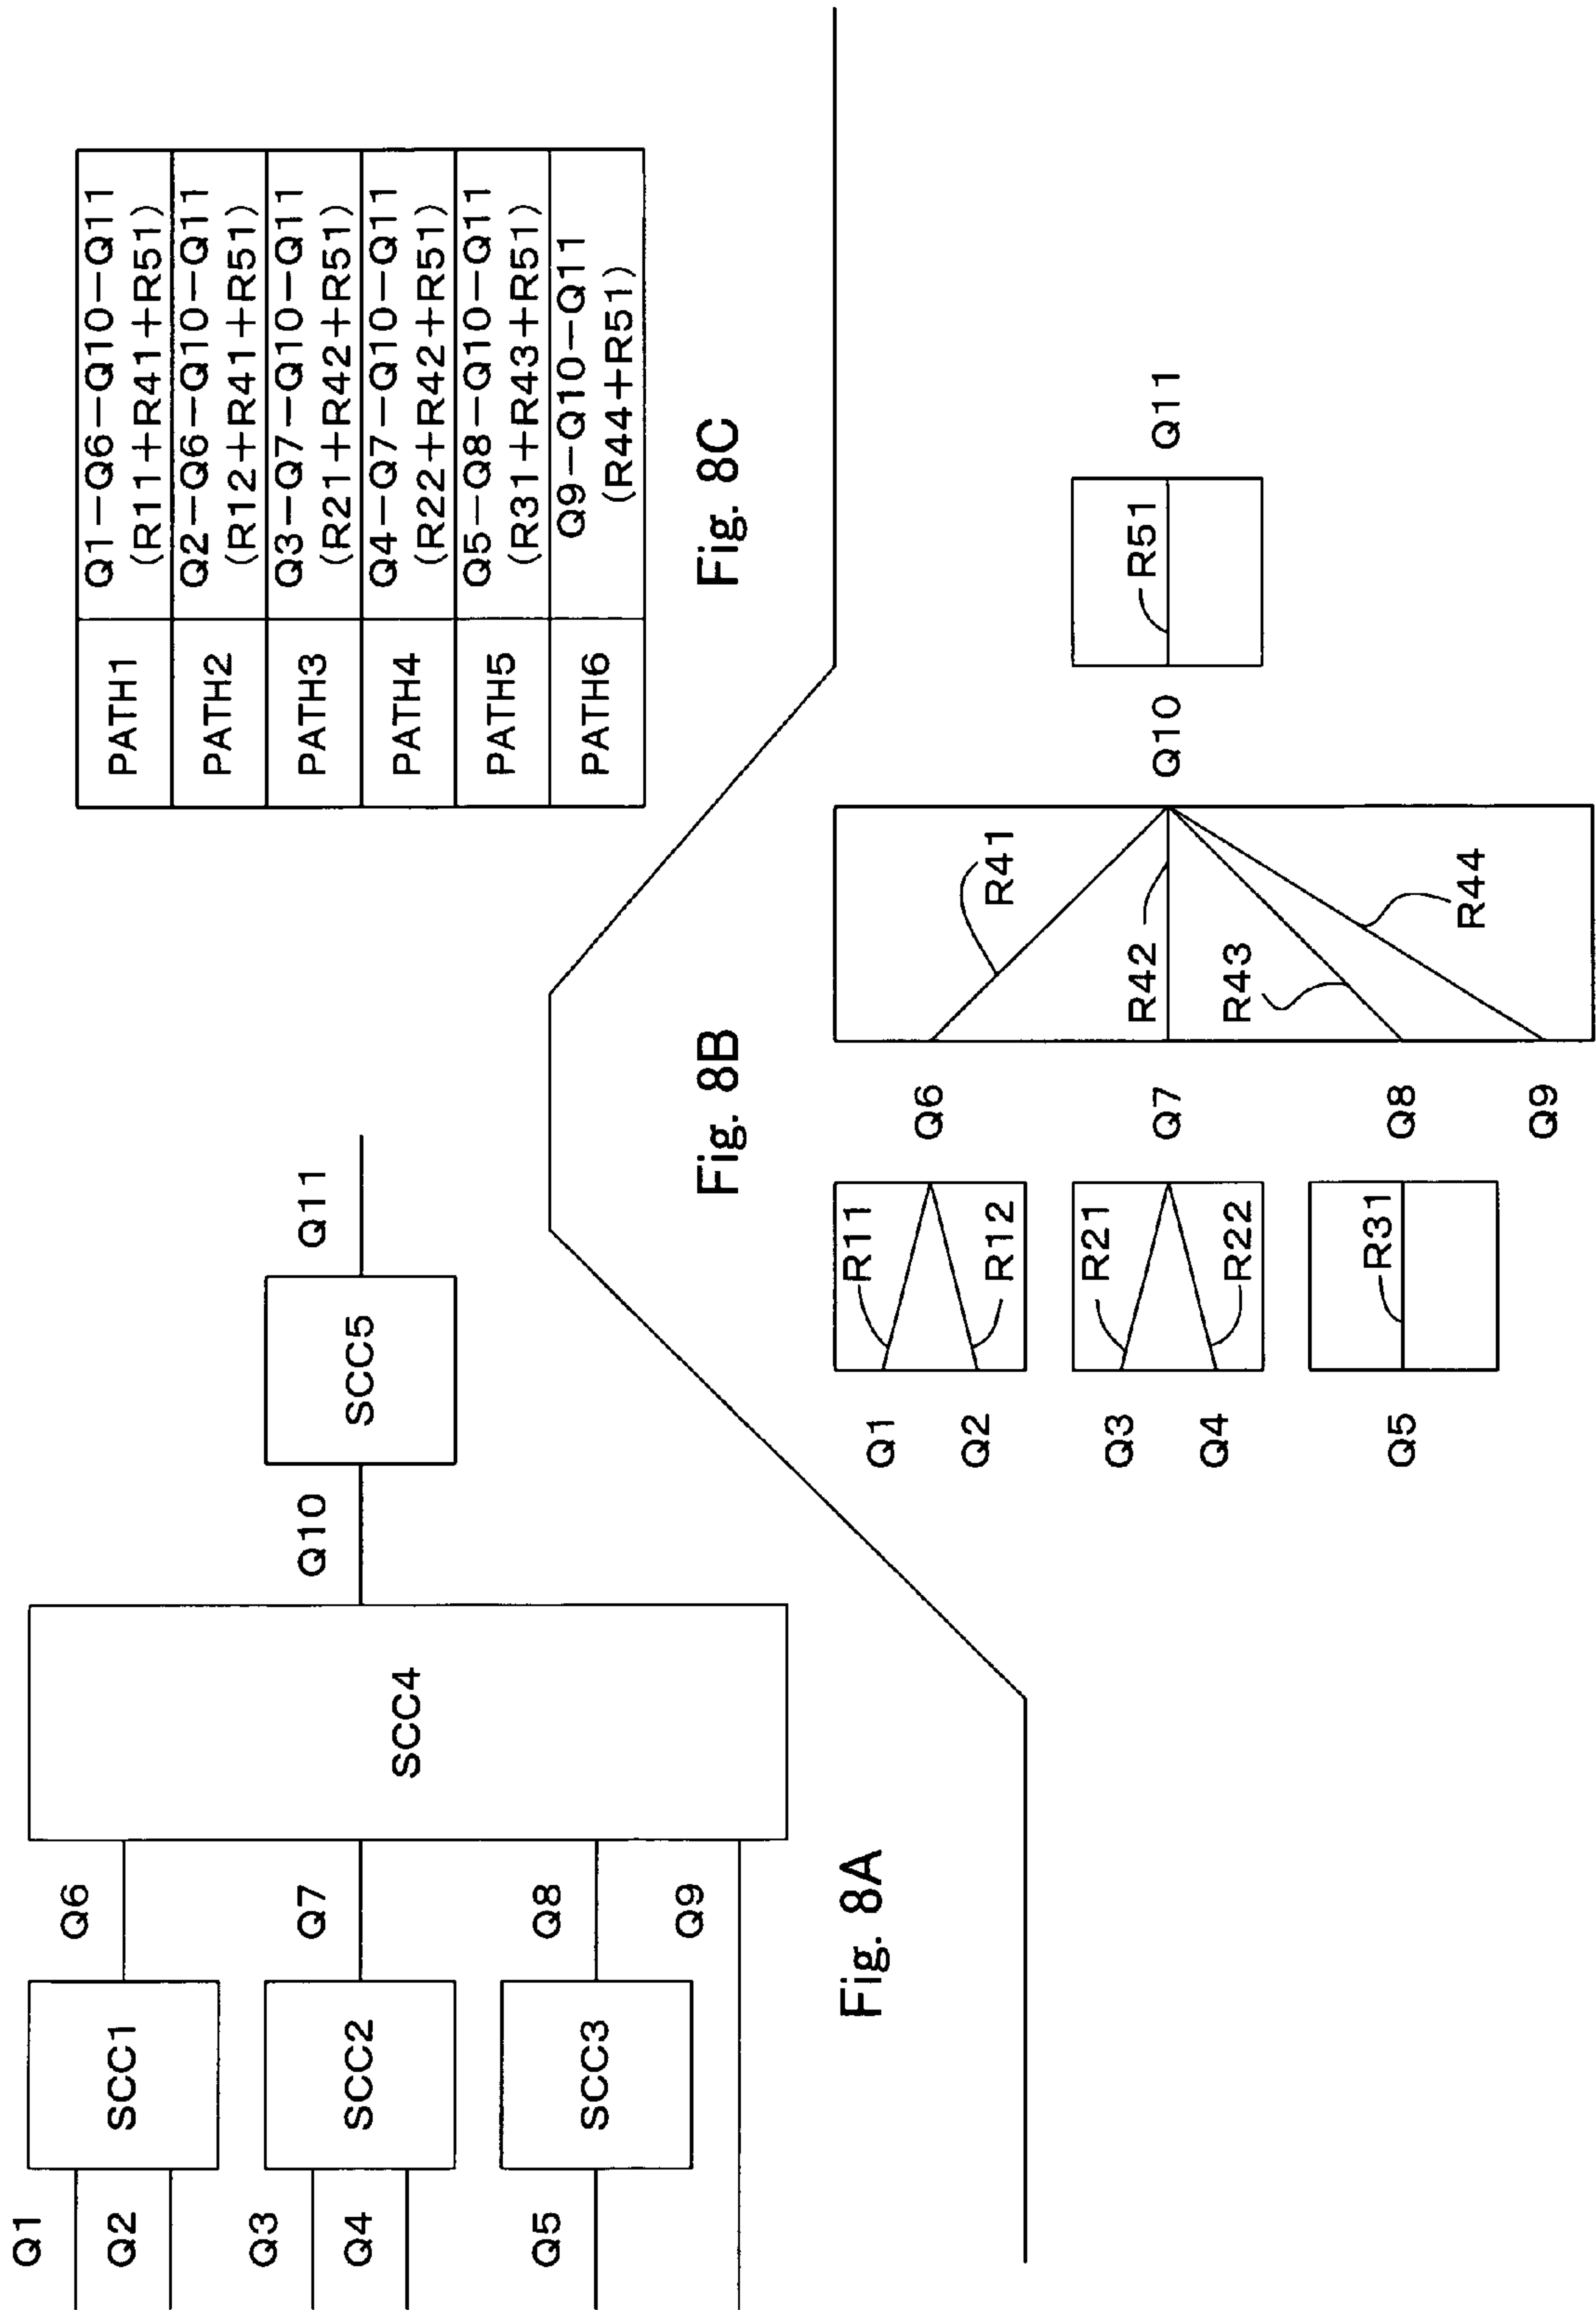 Q1
Q2
Q3
Q4
Q5
SCC1
SCC2
SCC3
Q6
Q7
Q8
Q9
SCC4
Q10
SCC5
Q11
Fig. 8A
Q1
Q2
Q3
Q4
Q5
R11
R12
R21
R22
R31
Q6
Q7
Q8
Q9
R41
R42
R43
R44
Q10
R51
Q11
Fig. 8B
PATH1 Q1-Q6-Q10-Q11
(R11+R41+R51)
PATH2 Q2-Q6-Q10-Q11
(R12+R41+R51)
PATH3 Q3-Q7-Q10-Q11
(R21+R42+R51)
PATH4 Q4-Q7-Q10-Q11
(R22+R42+R51)
PATH5 Q5-Q8-Q10-Q11
(R31+R43+R51)
PATH6 Q9-Q10-Q11
(R44+R51)
Fig. 8C